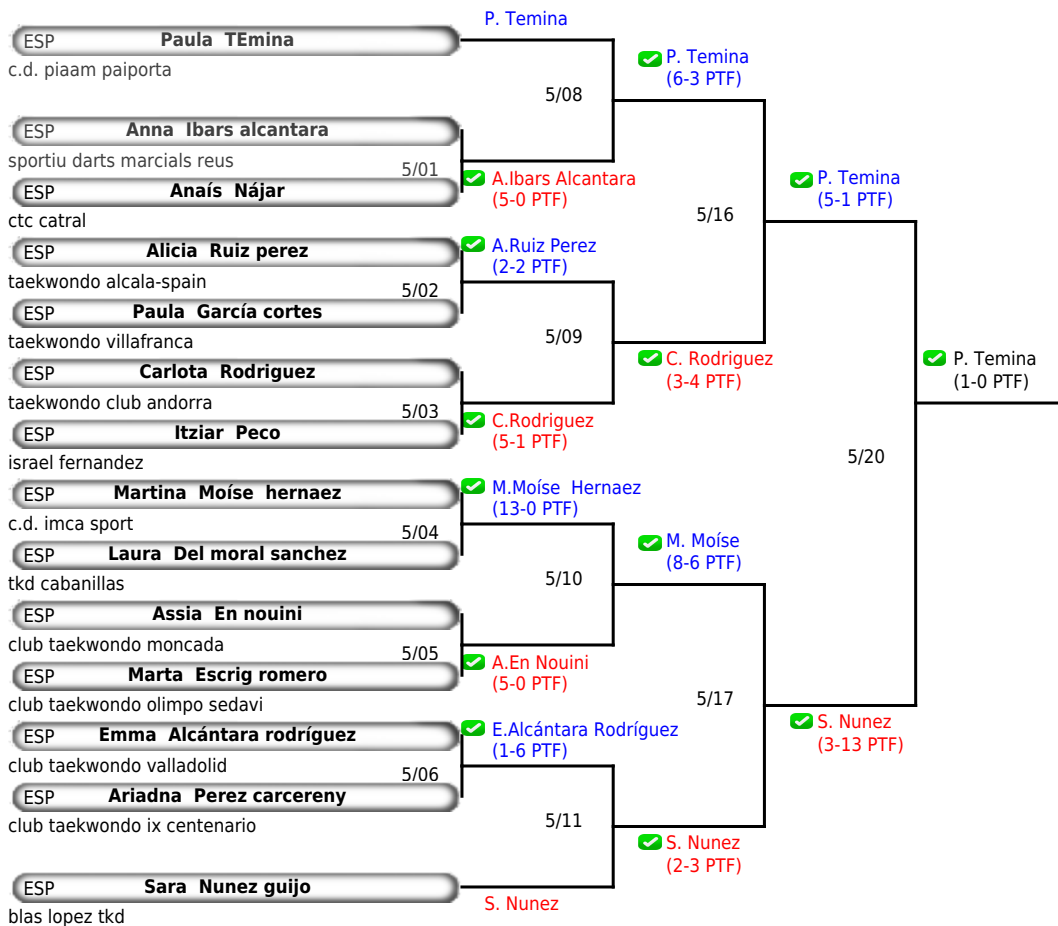 P. Temina
ESP Paula TEmina
c.d. piaam paiporta
P. Temina
(6-3 PTF)
5/08
ESP Anna Ibars alcantara
sportiu darts marcials reus
5/01
A.Ibars Alcantara
(5-0 PTF)
ESP Anaís Nájar
ctc catral
P. Temina
(5-1 PTF)
5/16
ESP Alicia Ruiz perez
A.Ruiz Perez
(2-2 PTF)
taekwondo alcala-spain
5/02
ESP Paula García cortes
taekwondo villafranca
5/09
C. Rodriguez
(3-4 PTF)
P. Temina
(1-0 PTF)
ESP Carlota Rodriguez
taekwondo club andorra
5/03
C.Rodriguez
(5-1 PTF)
ESP Itziar Peco
israel fernandez
5/20
ESP Martina Moíse hernaez
M.Moíse Hernaez
(13-0 PTF)
c.d. imca sport
5/04
ESP Laura Del moral sanchez
tkd cabanillas
M. Moíse
(8-6 PTF)
5/10
ESP Assia En nouini
club taekwondo moncada
5/05
A.En Nouini
(5-0 PTF)
ESP Marta Escrig romero
club taekwondo olimpo sedavi
5/17
S. Nunez
(3-13 PTF)
ESP Emma Alcántara rodríguez
E.Alcántara Rodríguez
(1-6 PTF)
club taekwondo valladolid
5/06
ESP Ariadna Perez carcereny
club taekwondo ix centenario
5/11
S. Nunez
(2-3 PTF)
ESP Sara Nunez guijo
S. Nunez
blas lopez tkd